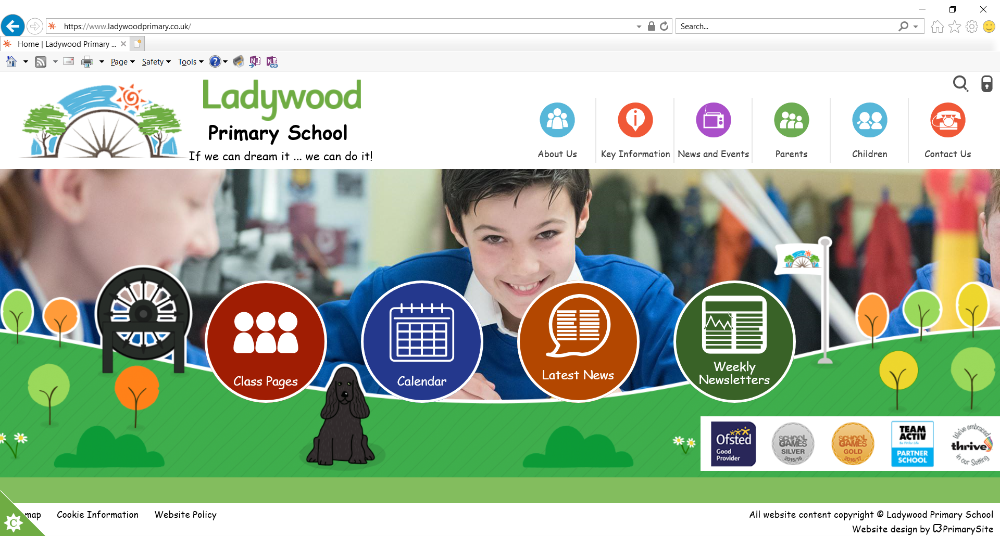 https://www.ladywoodprimary.co.uk/
Search...
Home | Ladywood Primary ...
Page
Safety
Tools
Ladywood
Primary School
If we can dream it ... we can do it!
About Us
Key Information
News and Events
Parents
Children
Contact Us
Class Pages
Calendar
Latest News
Weekly
Newsletters
Ofsted
Good
Provider
SCHOOL
GAMES
SILVER
2015/16
SCHOOL
GAMES
GOLD
2016/17
TEAM
ACTIV
Be Fit for Life
PARTNER
SCHOOL
We've embraced
thrive
in our Setting
map
Cookie Information
Website Policy
All website content copyright © Ladywood Primary School
Website design by PrimarySite
C